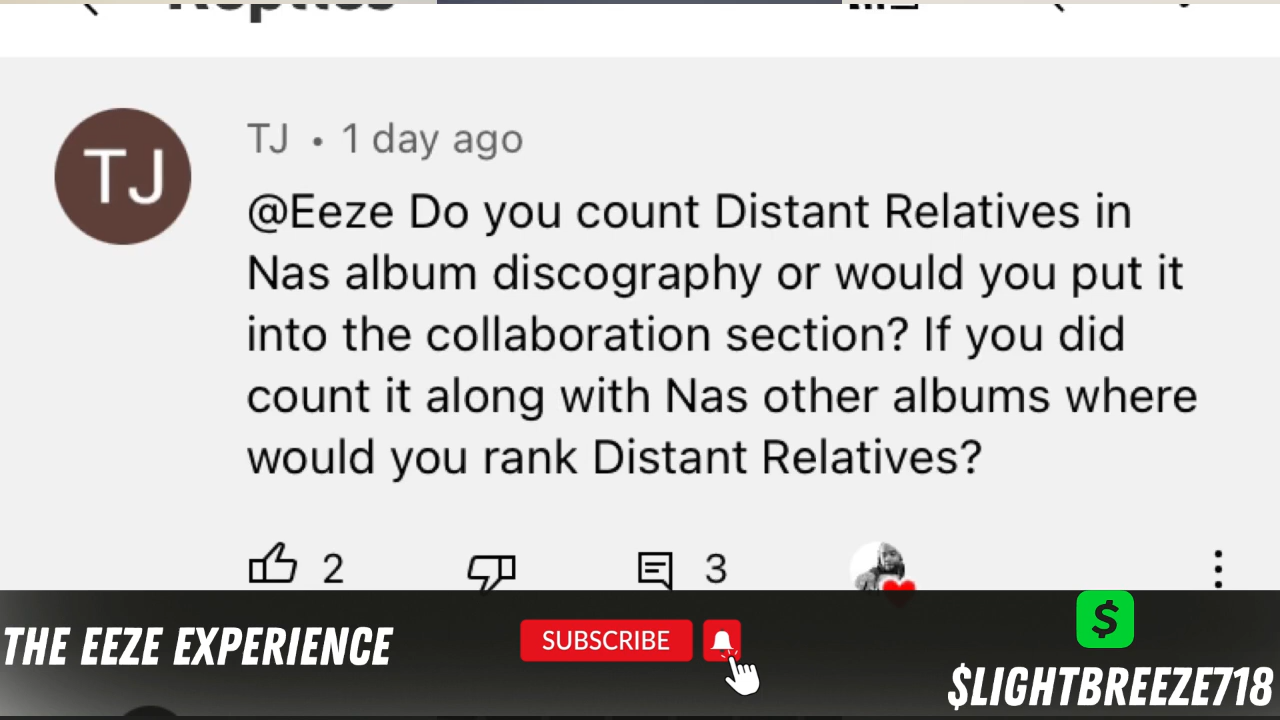 Replies
TJ
TJ • 1 day ago
@Eeze Do you count Distant Relatives in
Nas album discography or would you put it
into the collaboration section? If you did
count it along with Nas other albums where
would you rank Distant Relatives?
2
3
THE EEZE EXPERIENCE
SUBSCRIBE
$
$LIGHTBREEZE718